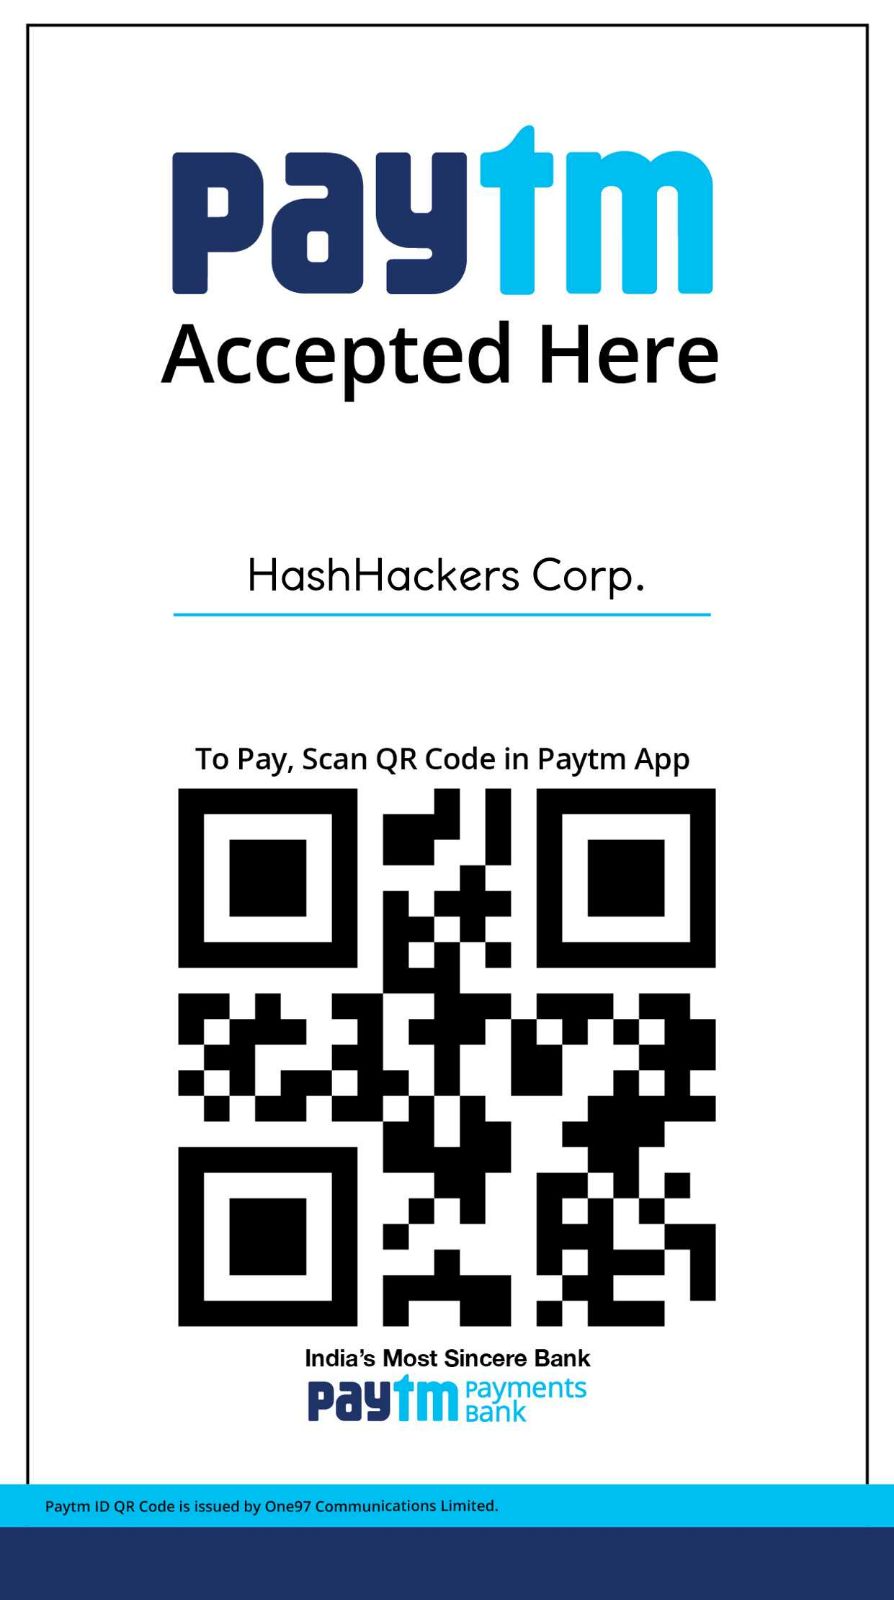 paytm
Accepted Here
HashHackers Corp.
To Pay, Scan QR Code in Paytm App
India's Most Sincere Bank
paytm Payments
Bank
Paytm ID QR Code is issued by One97 Communications Limited.